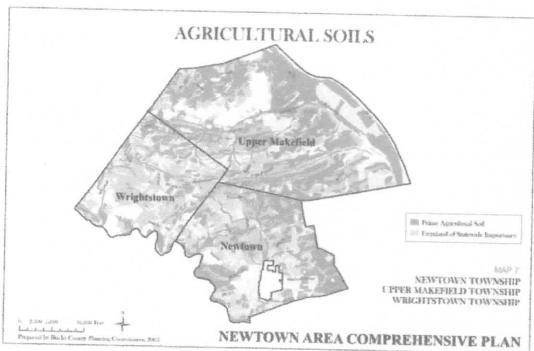 AGRICULTURAL SOILS
Upper Makefield
Wrightstown
Newtown
Prime Agricultural Soil
Farmland of Statewide Importance
MAP 7
NEWTOWN TOWNSHIP
UPPER MAKEFIELD TOWNSHIP
WRIGHTSTOWN TOWNSHIP
Prepared by Bucks County Planning Commission,
NEWTOWN AREA COMPREHENSIVE PLAN